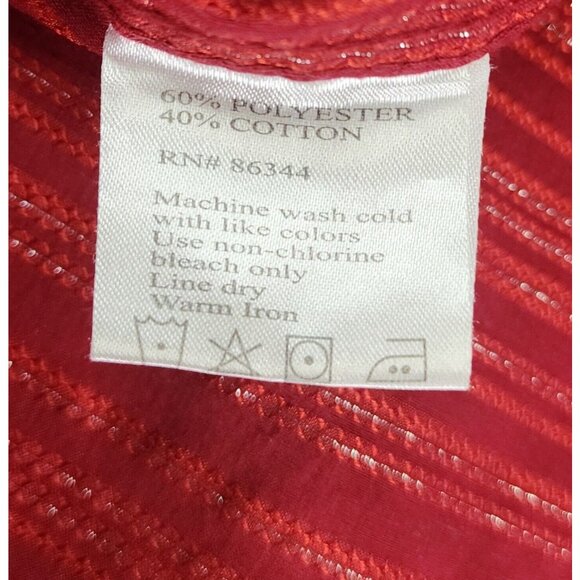 60% POLYESTER
40% COTTON
RN# 86344
Machine wash cold
with like colors
Use non-chlorine
bleach only
Line dry
Warm Iron